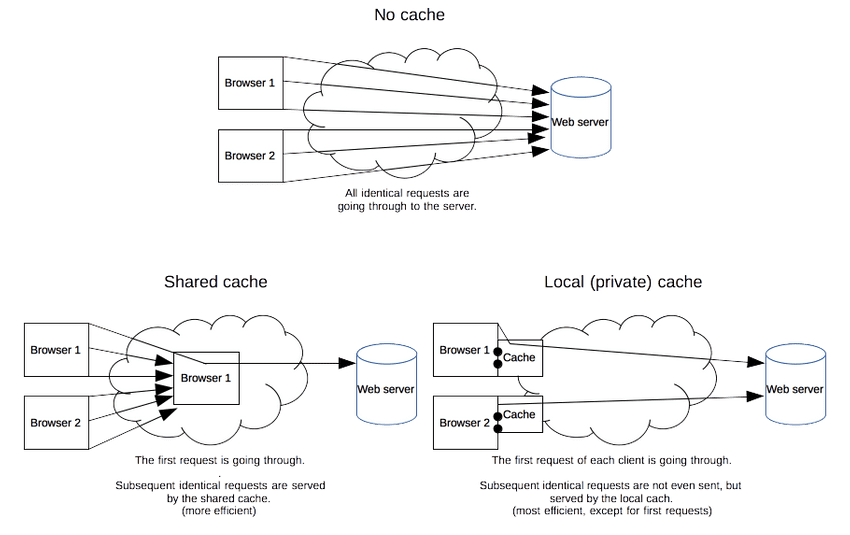 No cache
Browser 1
Browser 2
Web server
All identical requests are
going through to the server.
Shared cache
Browser 1
Browser 2
Browser 1
Web server
The first request is going through.
Subsequent identical requests are served
by the shared cache.
(more efficient)
Local (private) cache
Browser 1
Cache
Browser 2
Cache
Web server
The first request of each client is going through.
Subsequent identical requests are not even sent, but
served by the local cach.
(most efficient, except for first requests)